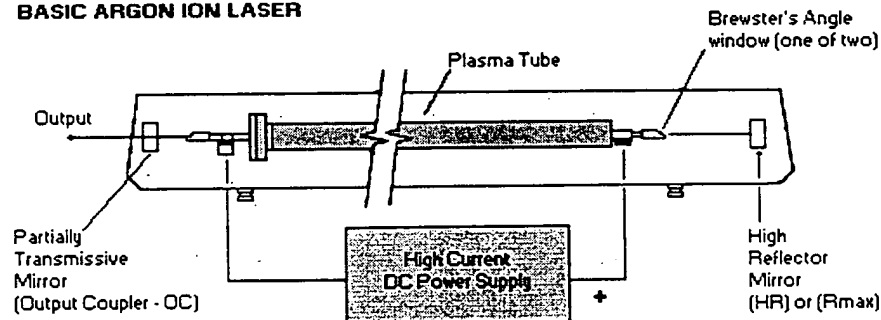 BASIC ARGON ION LASER
Brewster's Angle
window (one of two)
Plasma Tube
Output
Partially
Transmissive
Mirror
(Output Coupler - OC)
High Current
DC Power Supply
+
High
Reflector
Mirror
(HR) or (Rmax)